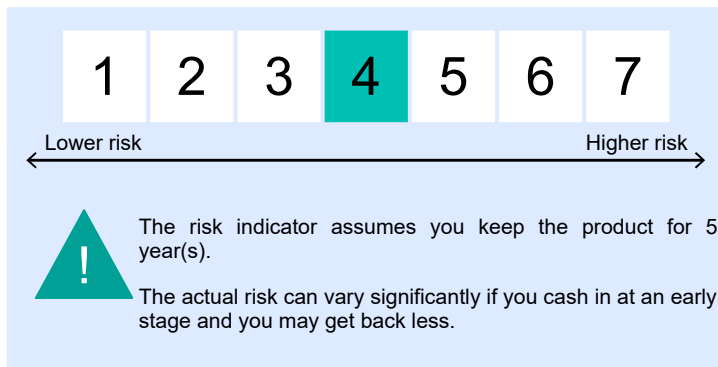 1 2 3 4 5 6 7
Lower risk Higher risk
!
The risk indicator assumes you keep the product for 5
year(s).
The actual risk can vary significantly if you cash in at an early
stage and you may get back less.